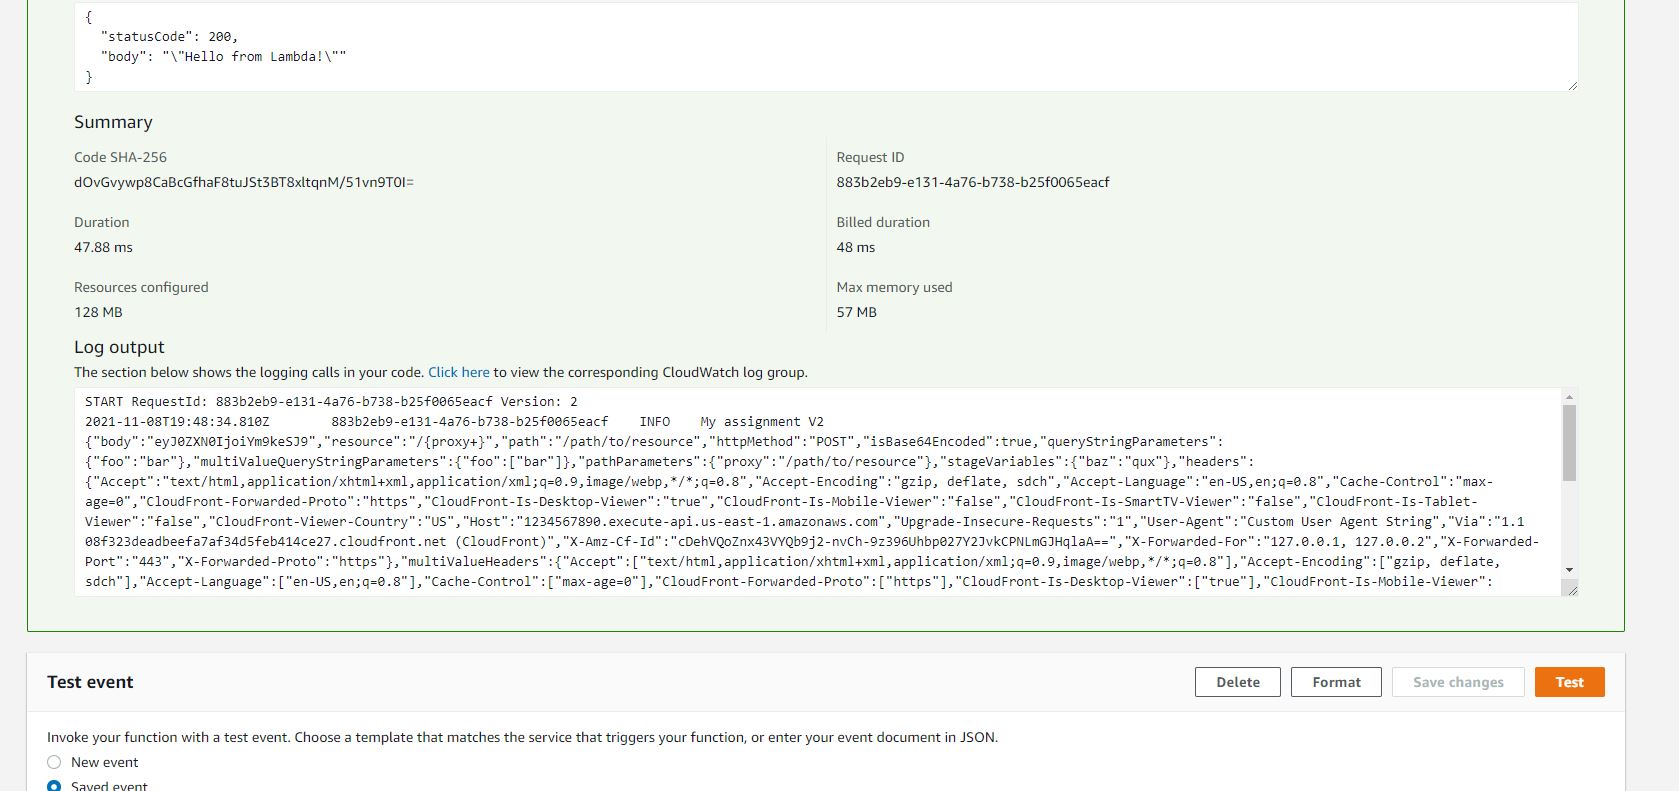 {
"statusCode": 200,
"body": "\"Hello from Lambda!\""
}
Summary
Code SHA-256
dOvGvywp8CaBcGfhaF8tuJSt3BT8xltqnM/51vn9T0I=
Request ID
883b2eb9-e131-4a76-b738-b25f0065eacf
Duration
47.88 ms
Billed duration
48 ms
Resources configured
128 MB
Max memory used
57 MB
Log output
The section below shows the logging calls in your code. Click here to view the corresponding CloudWatch log group.
START RequestId: 883b2eb9-e131-4a76-b738-b25f0065eacf Version: 2
2021-11-08T19:48:34.810Z 883b2eb9-e131-4a76-b738-b25f0065eacf INFO My assignment V2
{"body":"eyJ0ZXN0IjoiYm9keSJ9","resource":"/{proxy+}","path":"/path/to/resource","httpMethod":"POST","isBase64Encoded":true,"queryStringParameters":
{"foo":"bar"},"multiValueQueryStringParameters":{"foo":["bar"]},"pathParameters":{"proxy":"/path/to/resource"},"stageVariables":{"baz":"qux"},"headers":
{"Accept":"text/html,application/xhtml+xml,application/xml;q=0.9,image/webp,*/*;q=0.8","Accept-Encoding":"gzip, deflate, sdch","Accept-Language":"en-US,en;q=0.8","Cache-Control":"max-
age=0","CloudFront-Forwarded-Proto":"https","CloudFront-Is-Desktop-Viewer":"true","CloudFront-Is-Mobile-Viewer":"false","CloudFront-Is-SmartTV-Viewer":"false","CloudFront-Is-Tablet-
Viewer":"false","CloudFront-Viewer-Country":"US","Host":"1234567890.execute-api.us-east-1.amazonaws.com","Upgrade-Insecure-Requests":"1","User-Agent":"Custom User Agent String","Via":"1.1
08f323deadbeefa7af34d5feb414ce27.cloudfront.net (CloudFront)","X-Amz-Cf-Id":"cDehVQoZnx43VYQb9j2-nvCh-9z396Uhbp027Y2JvkCPNLmGJHqlaA==","X-Forwarded-For":"127.0.0.1, 127.0.0.2","X-Forwarded-
Port":"443","X-Forwarded-Proto":"https"},"multiValueHeaders":{"Accept":["text/html,application/xhtml+xml,application/xml;q=0.9,image/webp,*/*;q=0.8"],"Accept-Encoding":["gzip, deflate,
sdch"],"Accept-Language":["en-US,en;q=0.8"],"Cache-Control":["max-age=0"],"CloudFront-Forwarded-Proto":["https"],"CloudFront-Is-Desktop-Viewer":["true"],"CloudFront-Is-Mobile-Viewer":
Test event
Delete
Format
Save changes
Test
Invoke your function with a test event. Choose a template that matches the service that triggers your function, or enter your event document in JSON.
New event
Saved event